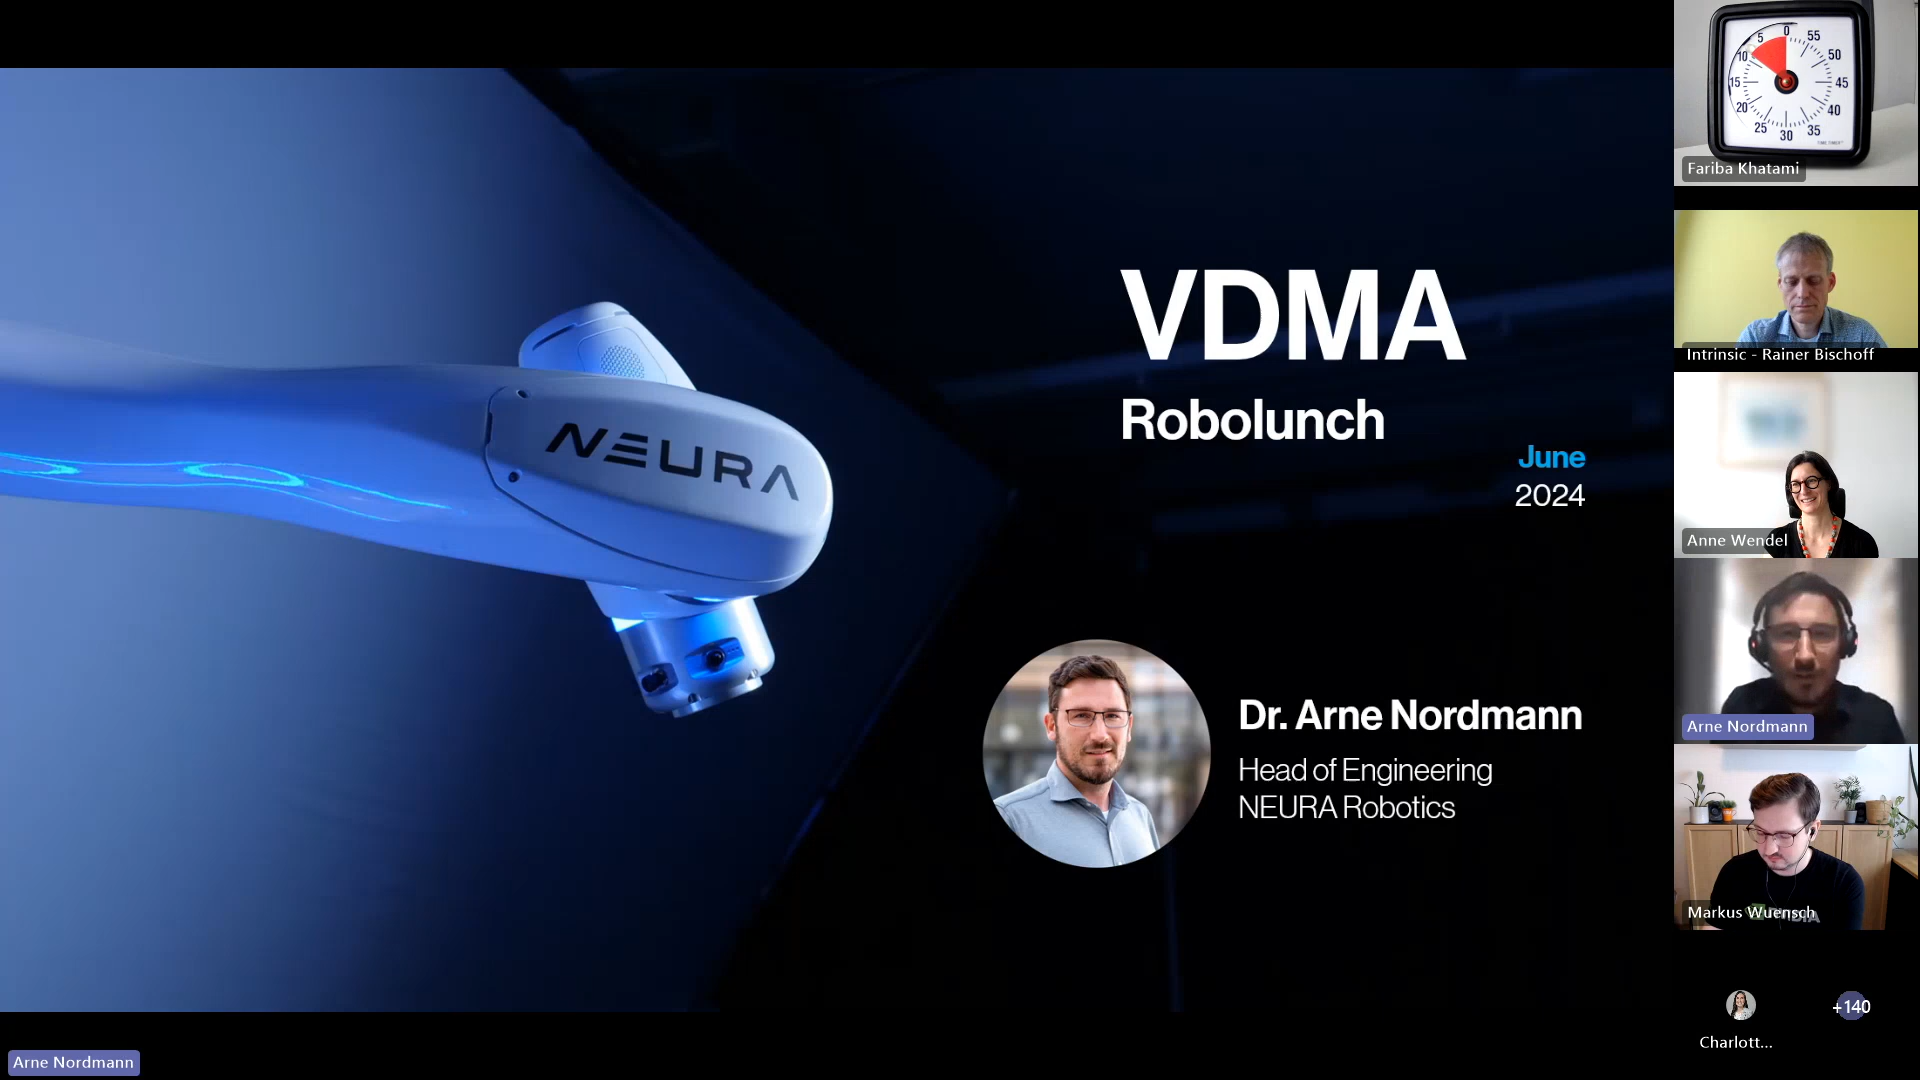 NEURA
VDMA
Robolunch
June
2024
Dr. Arne Nordmann
Head of Engineering
NEURA Robotics
Arne Nordmann
0
55
50
45
40
35
30
25
20
15
10
5
Fariba Khatami
Intrinsic - Rainer Bischoff
Anne Wendel
Arne Nordmann
Markus Wuensch
Charlott...
+140